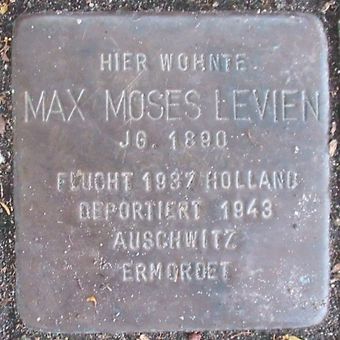 HIER WOHNTE
MAX MOSES LEVIEN
JG. 1890
FLUCHT 1937 HOLLAND
DEPORTIERT 1943
AUSCHWITZ
ERMORDET